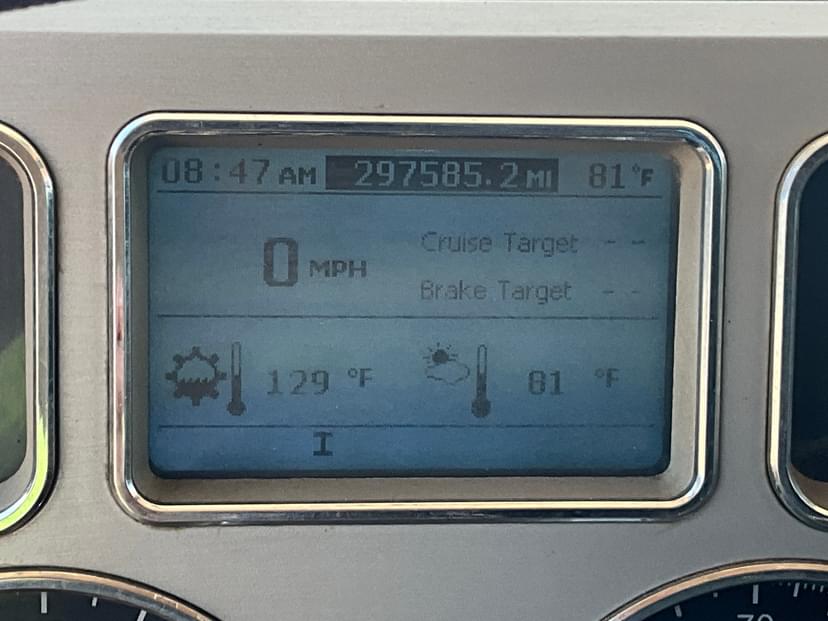 08:47 AM 297585.2 MI 81°F
0 MPH
Cruise Target - -
Brake Target - -
129 °F 81 °F
I